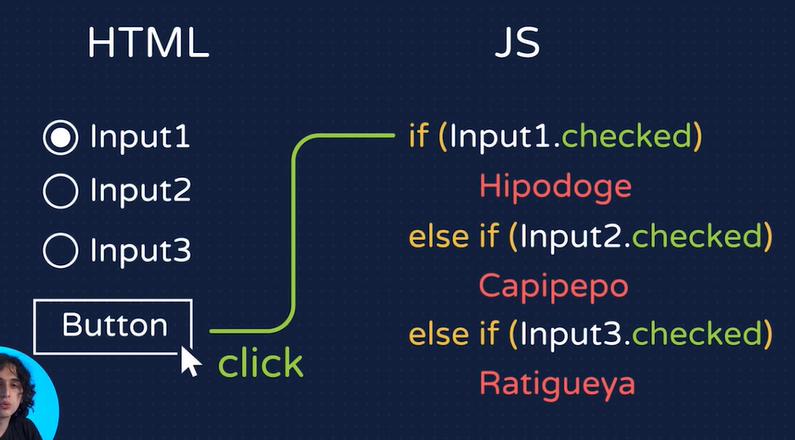 HTML
JS
Input1
Input2
Input3
Button
click
if (Input1.checked)
Hipodoge
else if (Input2.checked)
Capipepo
else if (Input3.checked)
Ratigueya